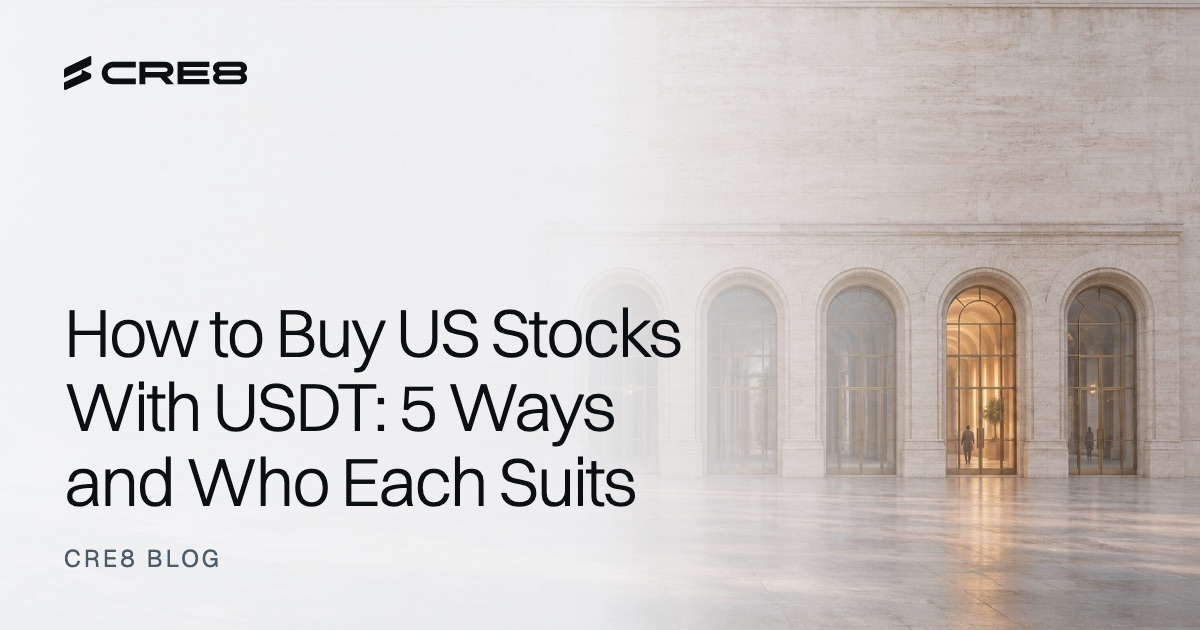 CRE8
How to Buy US Stocks
With USDT: 5 Ways
and Who Each Suits
CRE8 BLOG